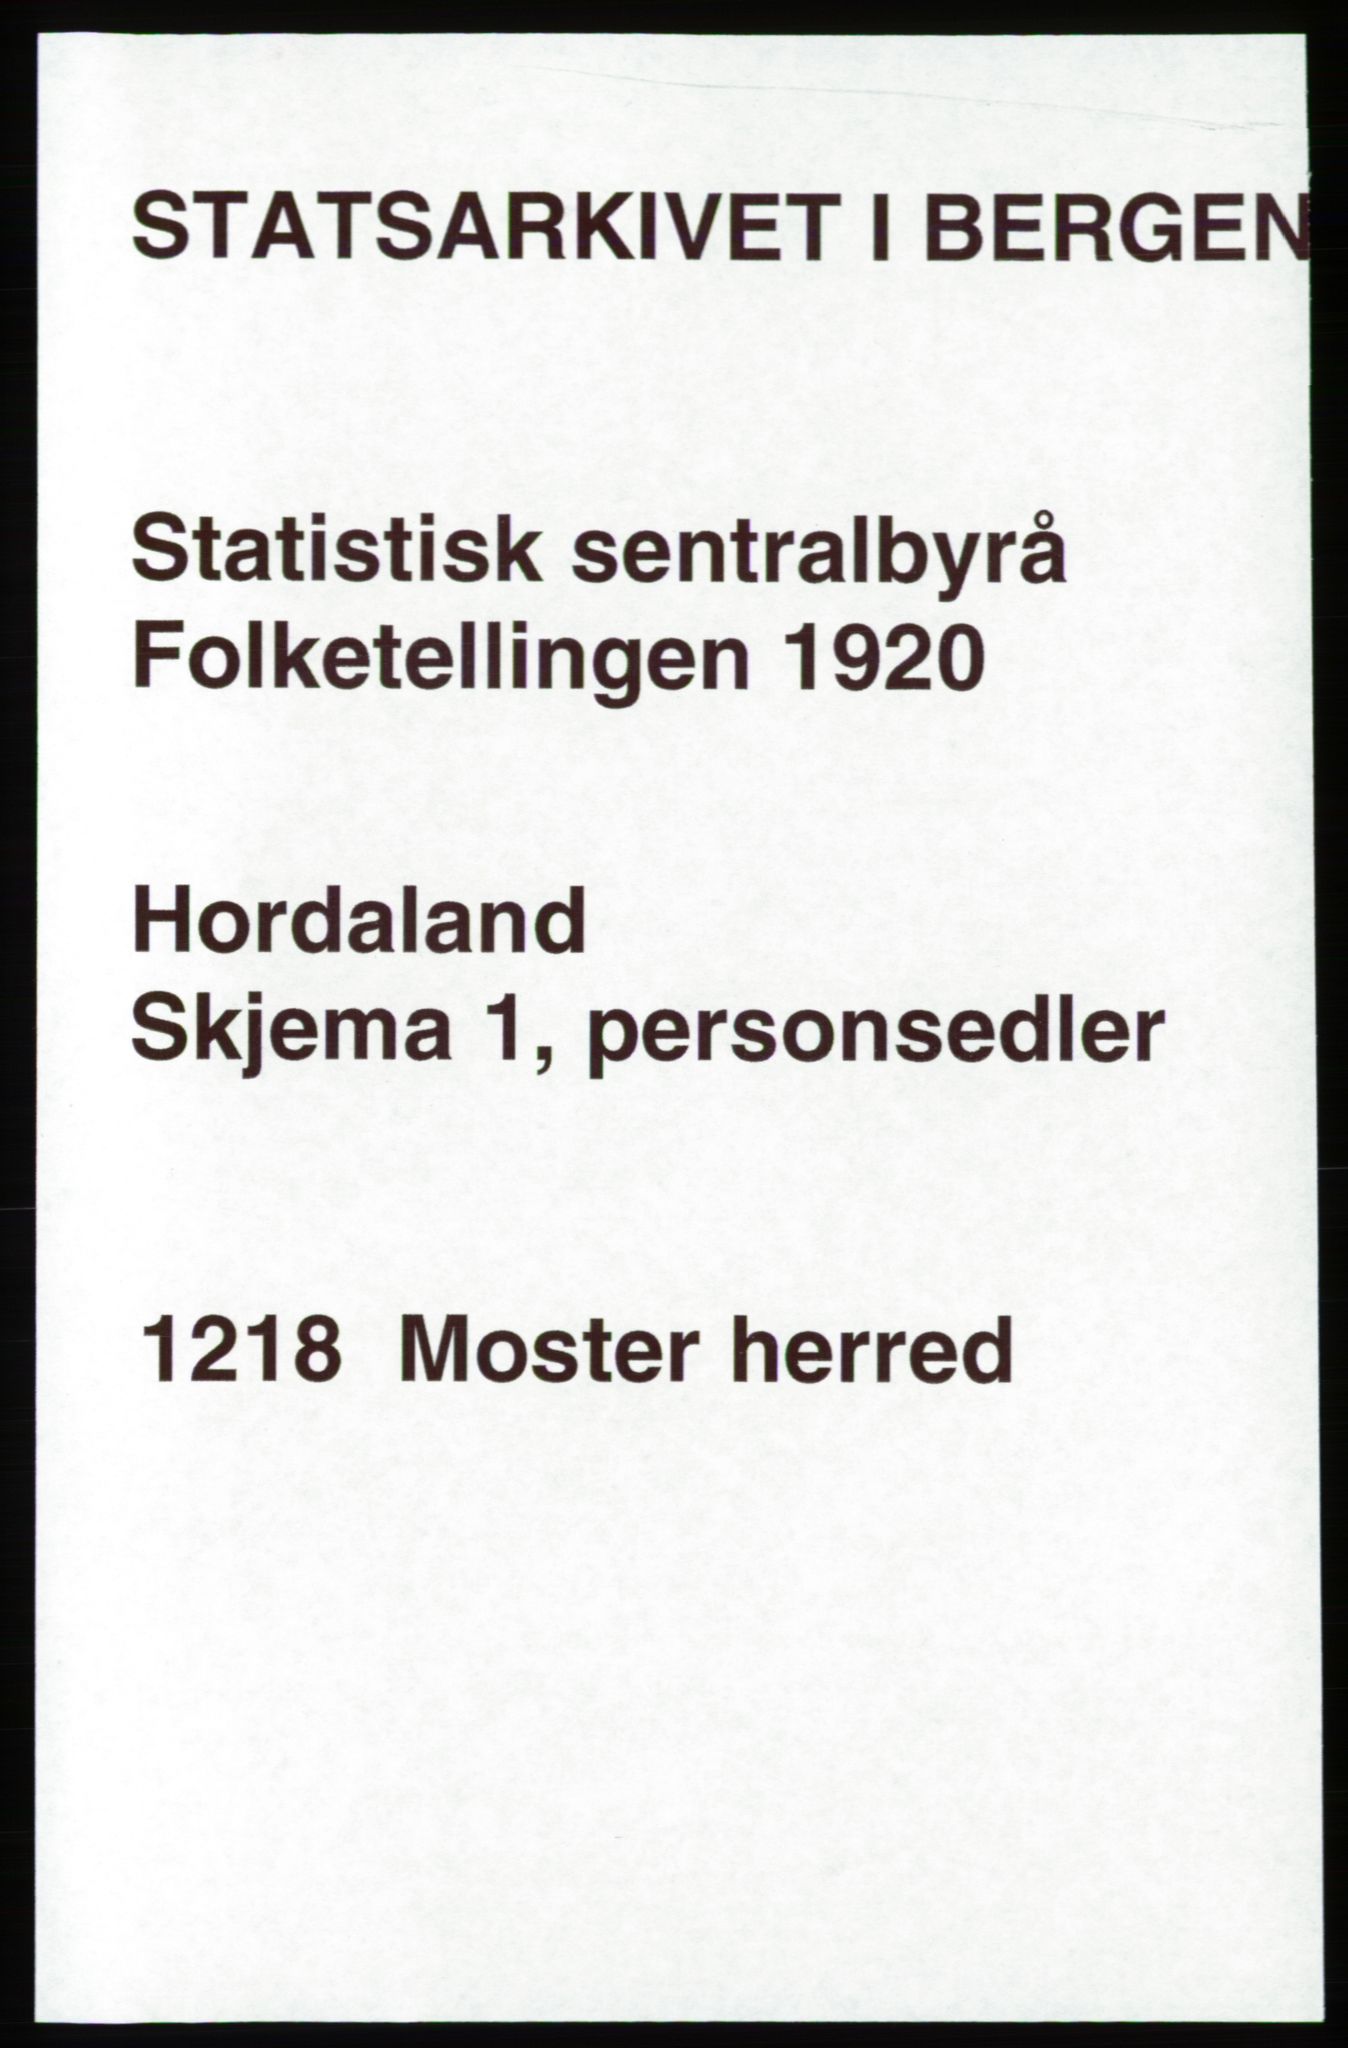 STATSARKIVET I BERGEN
Statistisk sentralbyrå
Folketellingen 1920
Hordaland
Skjema 1, personsedler
1218 Moster herred